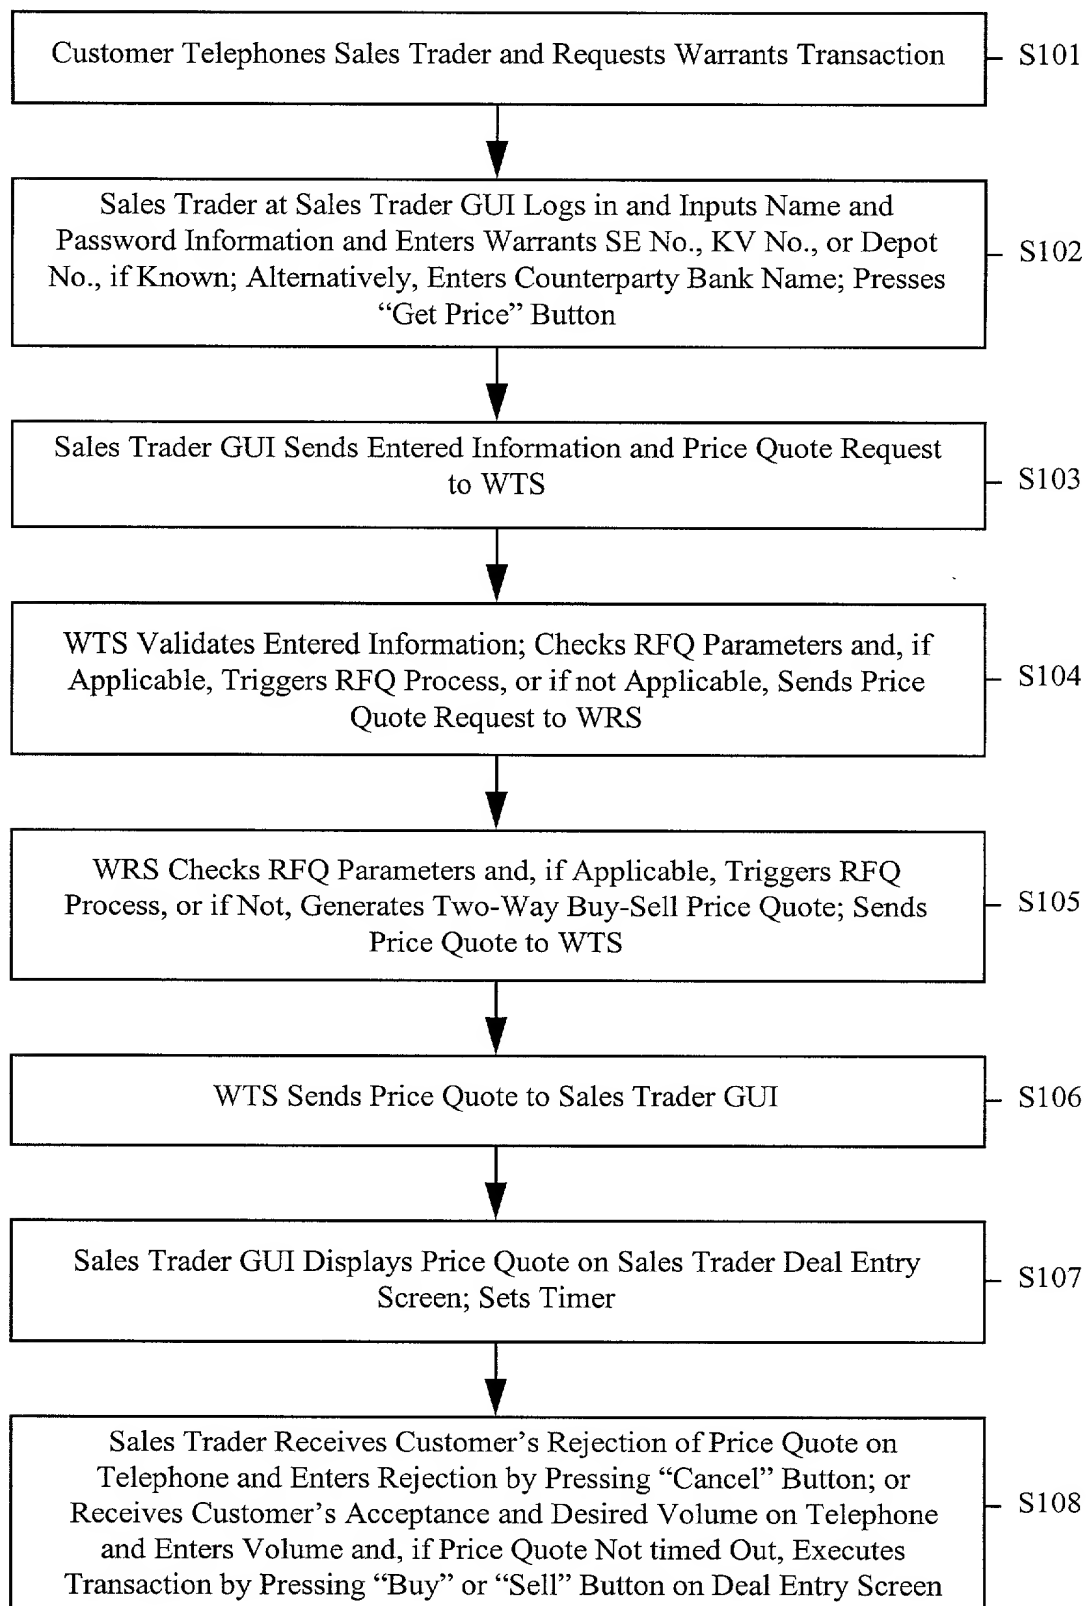 Customer Telephones Sales Trader and Requests Warrants Transaction
S101
Sales Trader at Sales Trader GUI Logs in and Inputs Name and
Password Information and Enters Warrants SE No., KV No., or Depot
No., if Known; Alternatively, Enters Counterparty Bank Name; Presses
“Get Price” Button
S102
Sales Trader GUI Sends Entered Information and Price Quote Request
to WTS
S103
WTS Validates Entered Information; Checks RFQ Parameters and, if
Applicable, Triggers RFQ Process, or if not Applicable, Sends Price
Quote Request to WRS
S104
WRS Checks RFQ Parameters and, if Applicable, Triggers RFQ
Process, or if Not, Generates Two-Way Buy-Sell Price Quote; Sends
Price Quote to WTS
S105
WTS Sends Price Quote to Sales Trader GUI
S106
Sales Trader GUI Displays Price Quote on Sales Trader Deal Entry
Screen; Sets Timer
S107
Sales Trader Receives Customer’s Rejection of Price Quote on
Telephone and Enters Rejection by Pressing “Cancel” Button; or
Receives Customer’s Acceptance and Desired Volume on Telephone
and Enters Volume and, if Price Quote Not timed Out, Executes
Transaction by Pressing “Buy” or “Sell” Button on Deal Entry Screen
S108